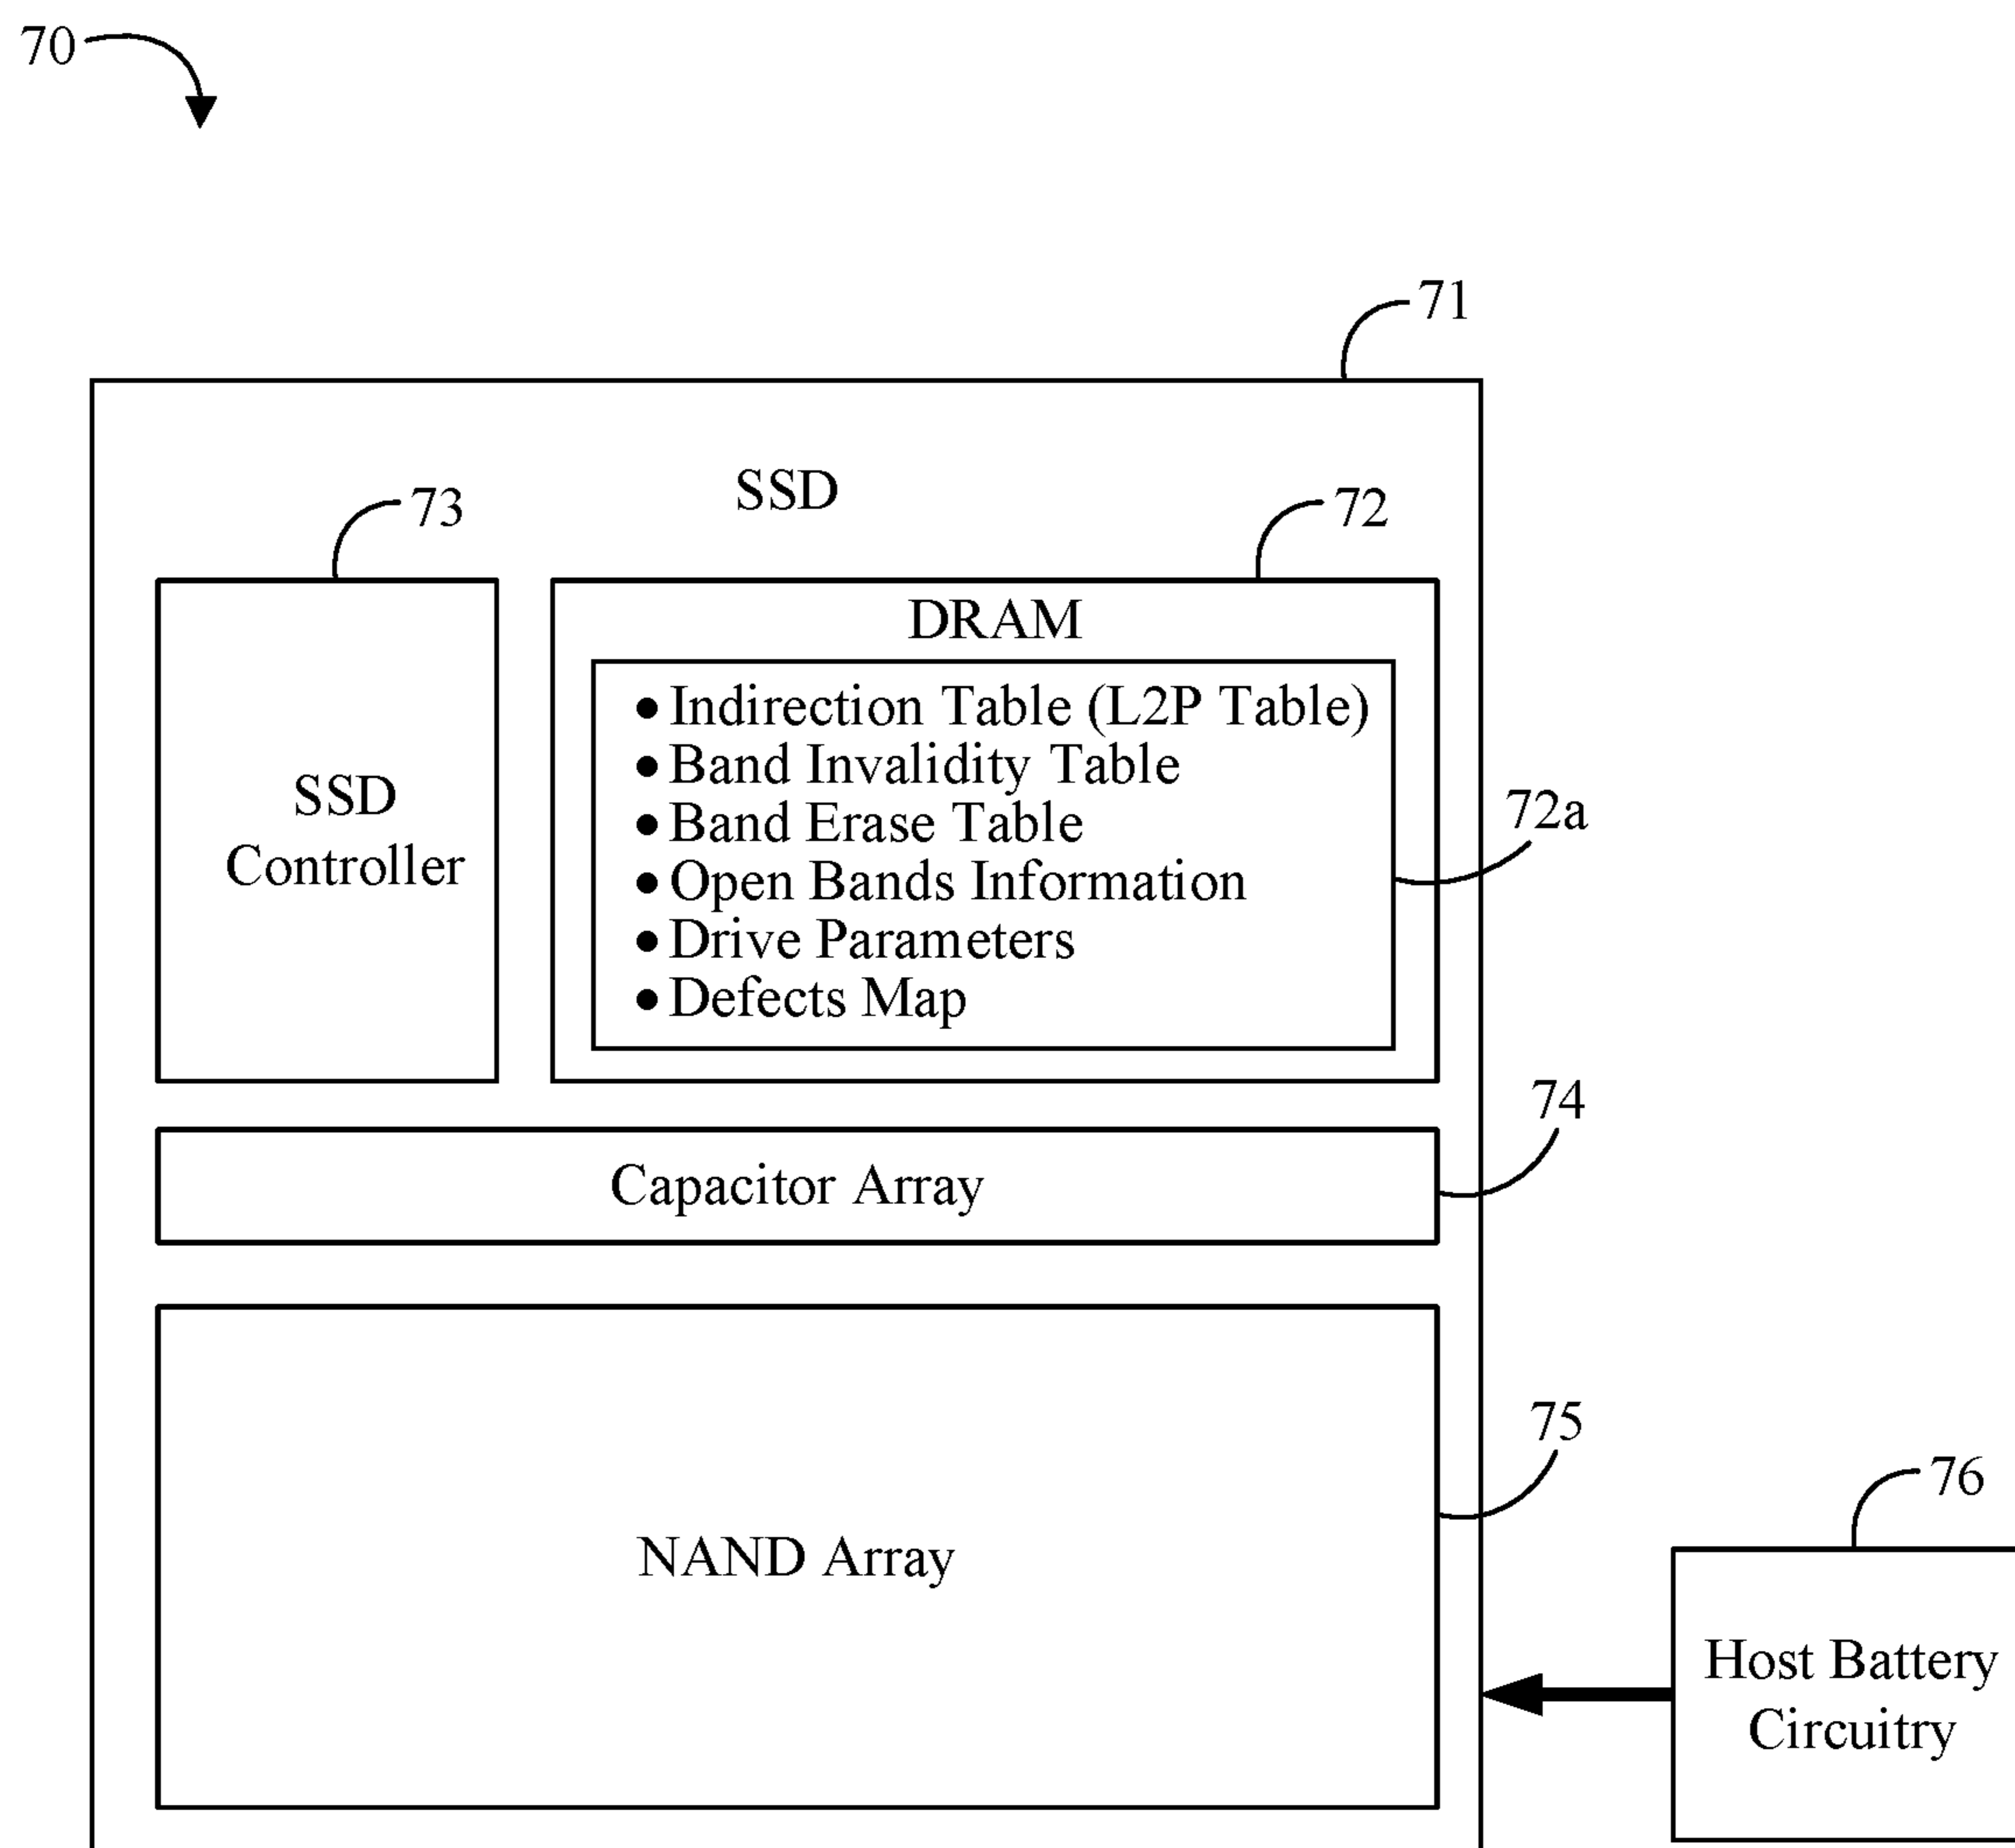 70
71
SSD
73
72
DRAM
● Indirection Table (L2P Table)
● Band Invalidity Table
● Band Erase Table
● Open Bands Information
● Drive Parameters
● Defects Map
SSD
Controller
72a
74
Capacitor Array
75
NAND Array
76
Host Battery
Circuitry